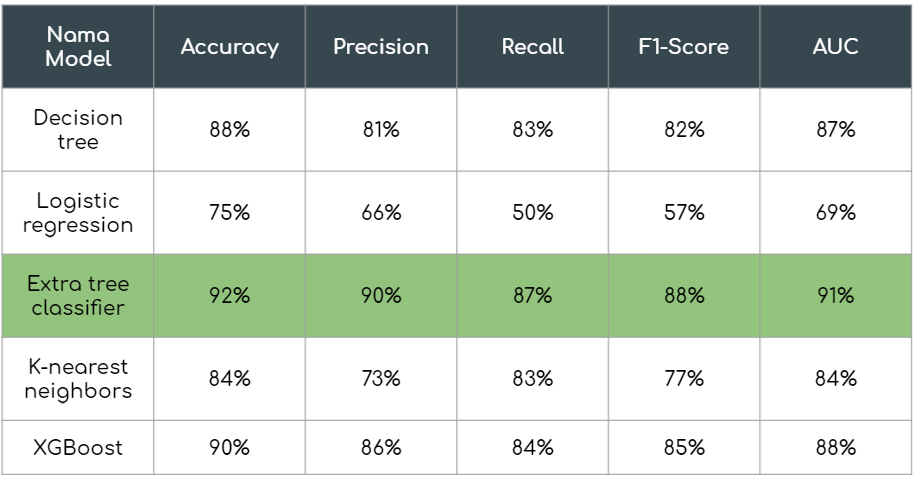 Nama Model Accuracy Precision Recall F1-Score AUC
Decision tree 88% 81% 83% 82% 87%
Logistic regression 75% 66% 50% 57% 69%
Extra tree classifier 92% 90% 87% 88% 91%
K-nearest neighbors 84% 73% 83% 77% 84%
XGBoost 90% 86% 84% 85% 88%